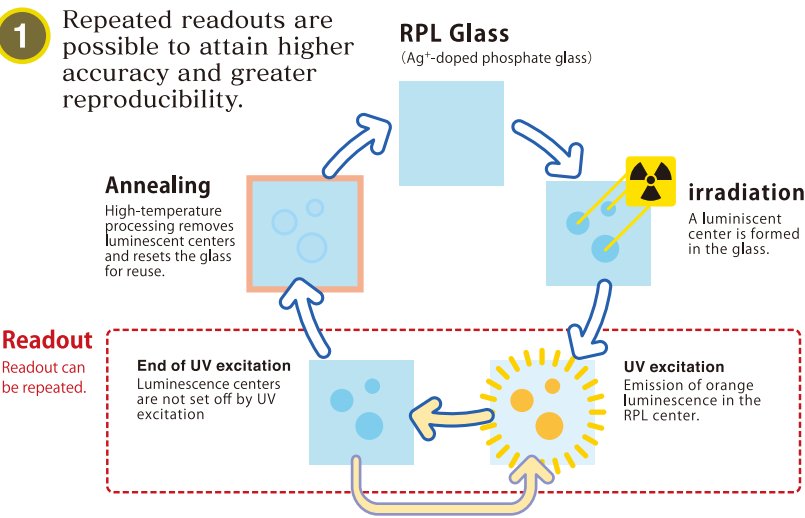 1
Repeated readouts are
possible to attain higher
accuracy and greater
reproducibility.
RPL Glass
(Ag⁺-doped phosphate glass)
irradiation
A luminiscent
center is formed
in the glass.
Annealing
High-temperature
processing removes
luminescent centers
and resets the glass
for reuse.
Readout
Readout can
be repeated.
End of UV excitation
Luminescence centers
are not set off by UV
excitation
UV excitation
Emission of orange
luminescence in the
RPL center.